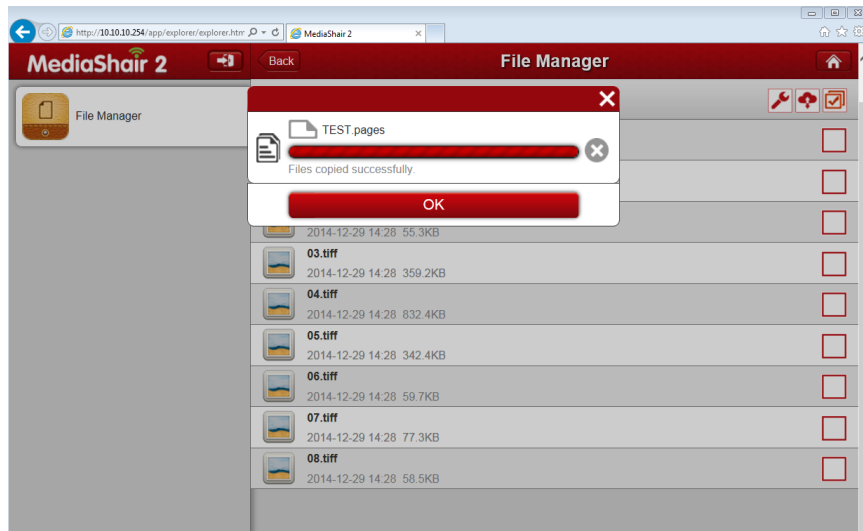 http://10.10.10.254/app/explorer/explorer.htm
MediaShair 2
MediaShair 2
Back
File Manager
File Manager
TEST.pages
Files copied successfully.
OK
2014-12-29 14:28 55.3KB
03.tiff
2014-12-29 14:28 359.2KB
04.tiff
2014-12-29 14:28 832.4KB
05.tiff
2014-12-29 14:28 342.4KB
06.tiff
2014-12-29 14:28 59.7KB
07.tiff
2014-12-29 14:28 77.3KB
08.tiff
2014-12-29 14:28 58.5KB